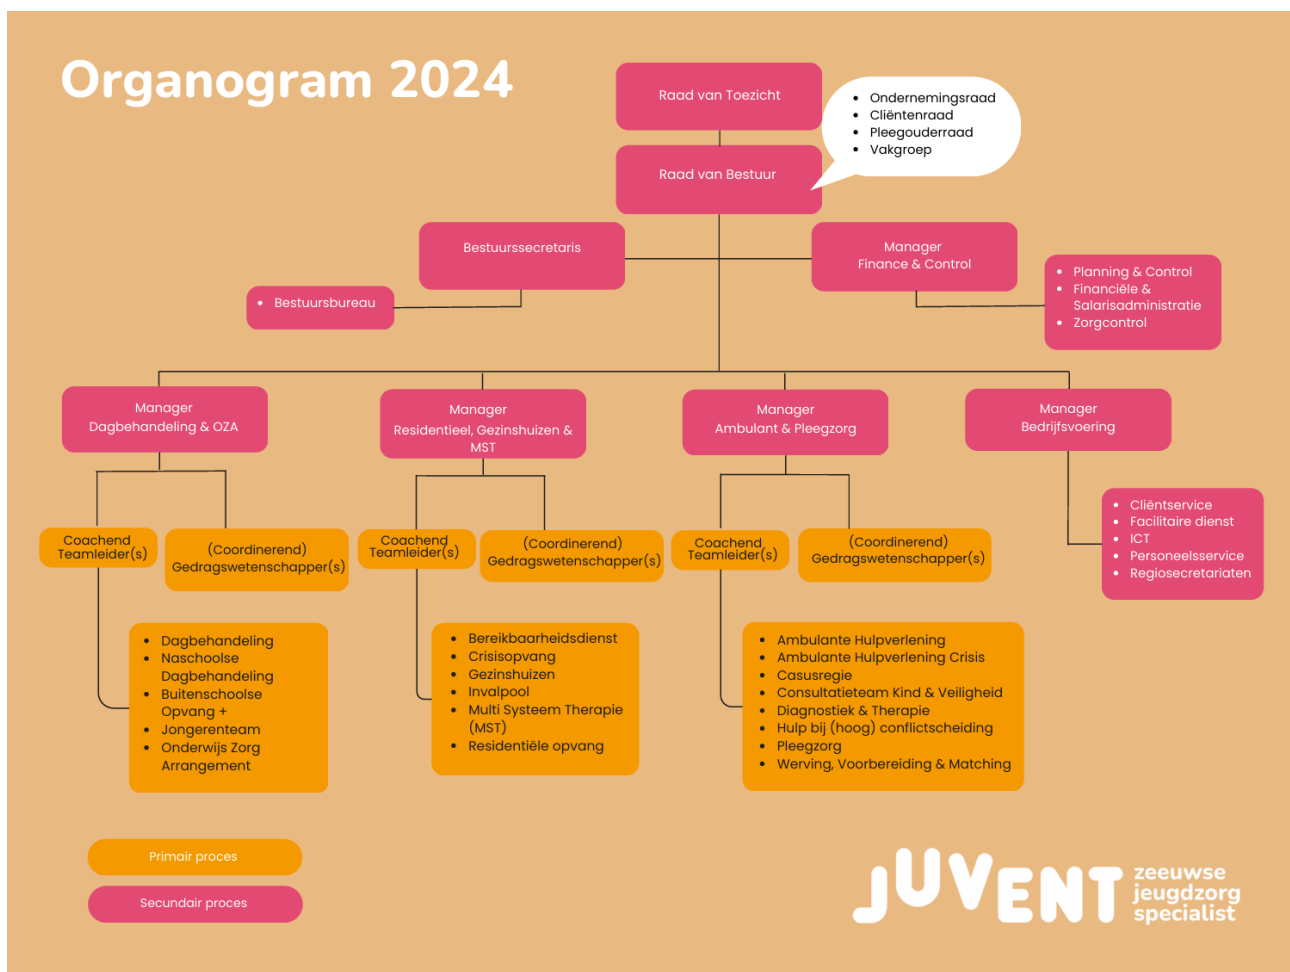 Organogram 2024
Raad van Toezicht
• Ondernemingsraad
• Cliëntenraad
• Pleegouderraad
• Vakgroep
Raad van Bestuur
Bestuurssecretaris
Manager
Finance & Control
• Bestuursbureau
• Planning & Control
• Financiële &
Salarisadministratie
• Zorgcontrol
Manager
Dagbehandeling & OZA
Manager
Residentieel, Gezinshuizen &
MST
Manager
Ambulant & Pleegzorg
Manager
Bedrijfsvoering
• Cliëntservice
• Facilitaire dienst
• ICT
• Personeelsservice
• Regiosecretariaten
Coachend
Teamleider(s)
(Coordinerend)
Gedragswetenschapper(s)
Coachend
Teamleider(s)
(Coordinerend)
Gedragswetenschapper(s)
Coachend
Teamleider(s)
(Coordinerend)
Gedragswetenschapper(s)
• Dagbehandeling
• Naschoolse
Dagbehandeling
• Buitenschoolse
Opvang +
• Jongerenteam
• Onderwijs Zorg
Arrangement
• Bereikbaarheidsdienst
• Crisisopvang
• Gezinshuizen
• Invalpool
• Multi Systeem Therapie
(MST)
• Residentiële opvang
• Ambulante Hulpverlening
• Ambulante Hulpverlening Crisis
• Casusregie
• Consultatieteam Kind & Veiligheid
• Diagnostiek & Therapie
• Hulp bij (hoog) conflictscheiding
• Pleegzorg
• Werving, Voorbereiding & Matching
Primair proces
Secundair proces
JUVENT
zeeuwse
jeugdzorg
specialist